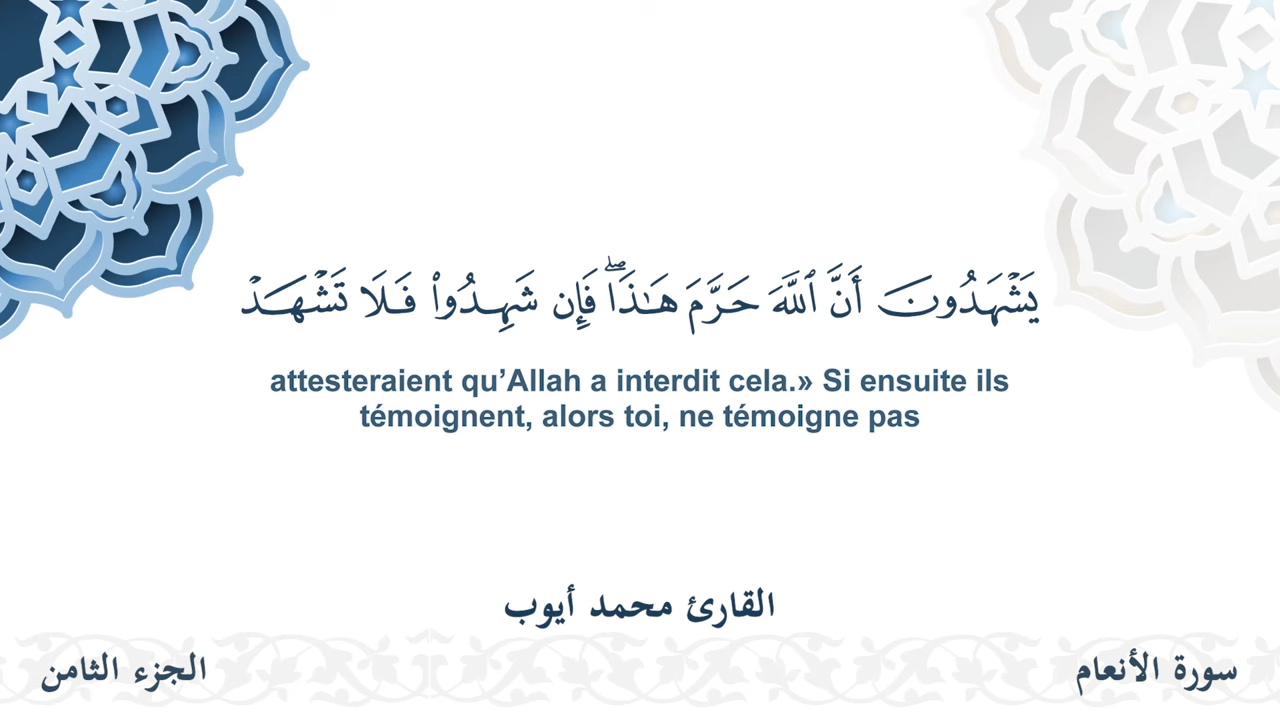 يَشْهَدُونَ أَنَّ ٱللَّهَ حَرَّمَ هَـٰذَاۖ فَإِن شَهِدُوا۟ فَلَا تَشْهَدْ
attesteraient qu’Allah a interdit cela.» Si ensuite ils
témoignent, alors toi, ne témoigne pas
القارئ محمد أيوب
سورة الأنعام
الجزء الثامن